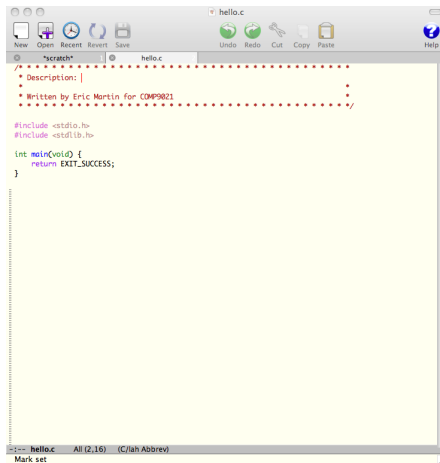 hello.c
New Open Recent Revert Save Undo Redo Cut Copy Paste Help
*scratch* hello.c
/* * * * * * * * * * * * * * * * * * * * * * * * * * * * * * * * * * * * * * * *
* Description:
* *
* Written by Eric Martin for COMP9021 *
* * * * * * * * * * * * * * * * * * * * * * * * * * * * * * * * * * * * * * * */
#include <stdio.h>
#include <stdlib.h>
int main(void) {
return EXIT_SUCCESS;
}
-:-- hello.c All (2,16) (C/lah Abbrev)
Mark set